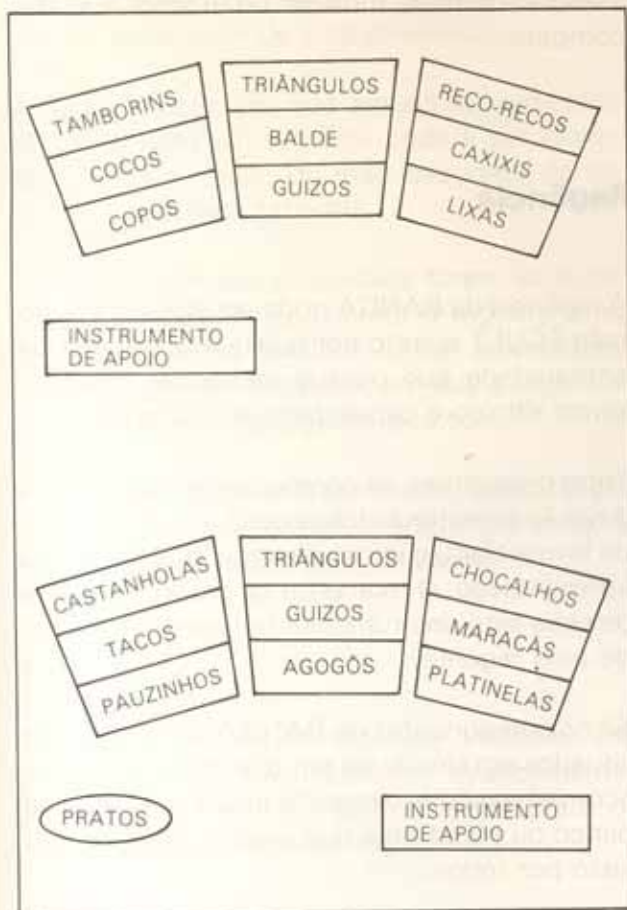 TAMBORINS
COCOS
COPOS
TRIÂNGULOS
BALDE
GUIZOS
RECO-RECOS
CAXIXIS
LIXAS
INSTRUMENTO
DE APOIO
CASTANHOLAS
TACOS
PAUZINHOS
TRIÂNGULOS
GUIZOS
AGOGÔS
CHOCALHOS
MARACÁS
PLATINELAS
PRATOS
INSTRUMENTO
DE APOIO